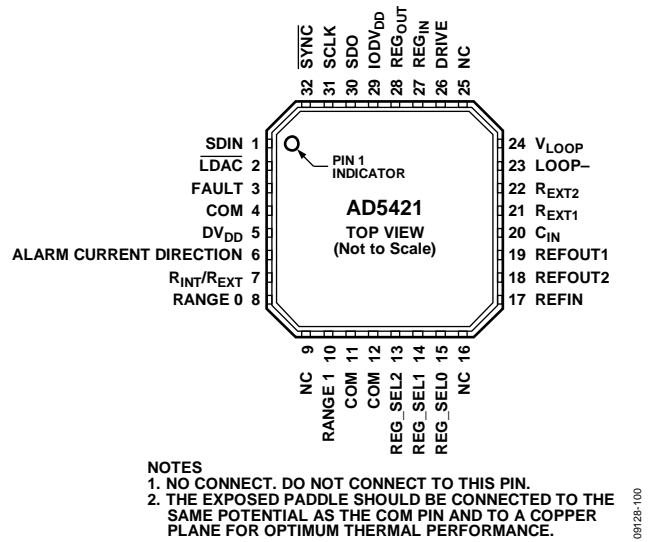 32 SYNC
31 SCLK
30 SDO
29 IODVDD
28 REGOUT
27 REGIN
26 DRIVE
25 NC
SDIN 1
LDAC 2
FAULT 3
COM 4
DVDD 5
ALARM CURRENT DIRECTION 6
RINT/REXT 7
RANGE 0 8
PIN 1
INDICATOR
AD5421
TOP VIEW
(Not to Scale)
24 VLOOP
23 LOOP–
22 REXT2
21 REXT1
20 CIN
19 REFOUT1
18 REFOUT2
17 REFIN
NC 9
RANGE 1 10
COM 11
COM 12
REG_SEL2 13
REG_SEL1 14
REG_SEL0 15
NC 16
NOTES
1. NO CONNECT. DO NOT CONNECT TO THIS PIN.
2. THE EXPOSED PADDLE SHOULD BE CONNECTED TO THE
SAME POTENTIAL AS THE COM PIN AND TO A COPPER
PLANE FOR OPTIMUM THERMAL PERFORMANCE.
09128-100